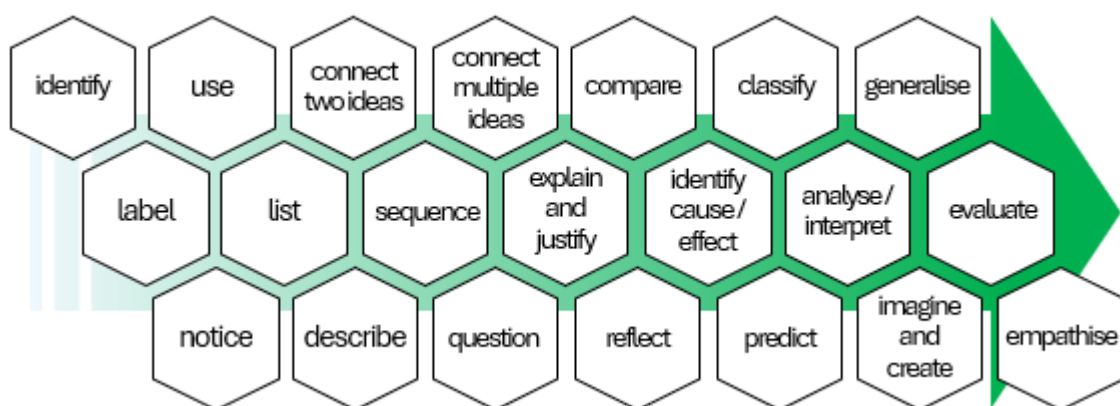 identify
use
connect
two ideas
connect
multiple
ideas
compare
classify
generalise
label
list
sequence
explain
and
justify
identify
cause /
effect
analyse /
interpret
evaluate
notice
describe
question
reflect
predict
imagine
and
create
empathise